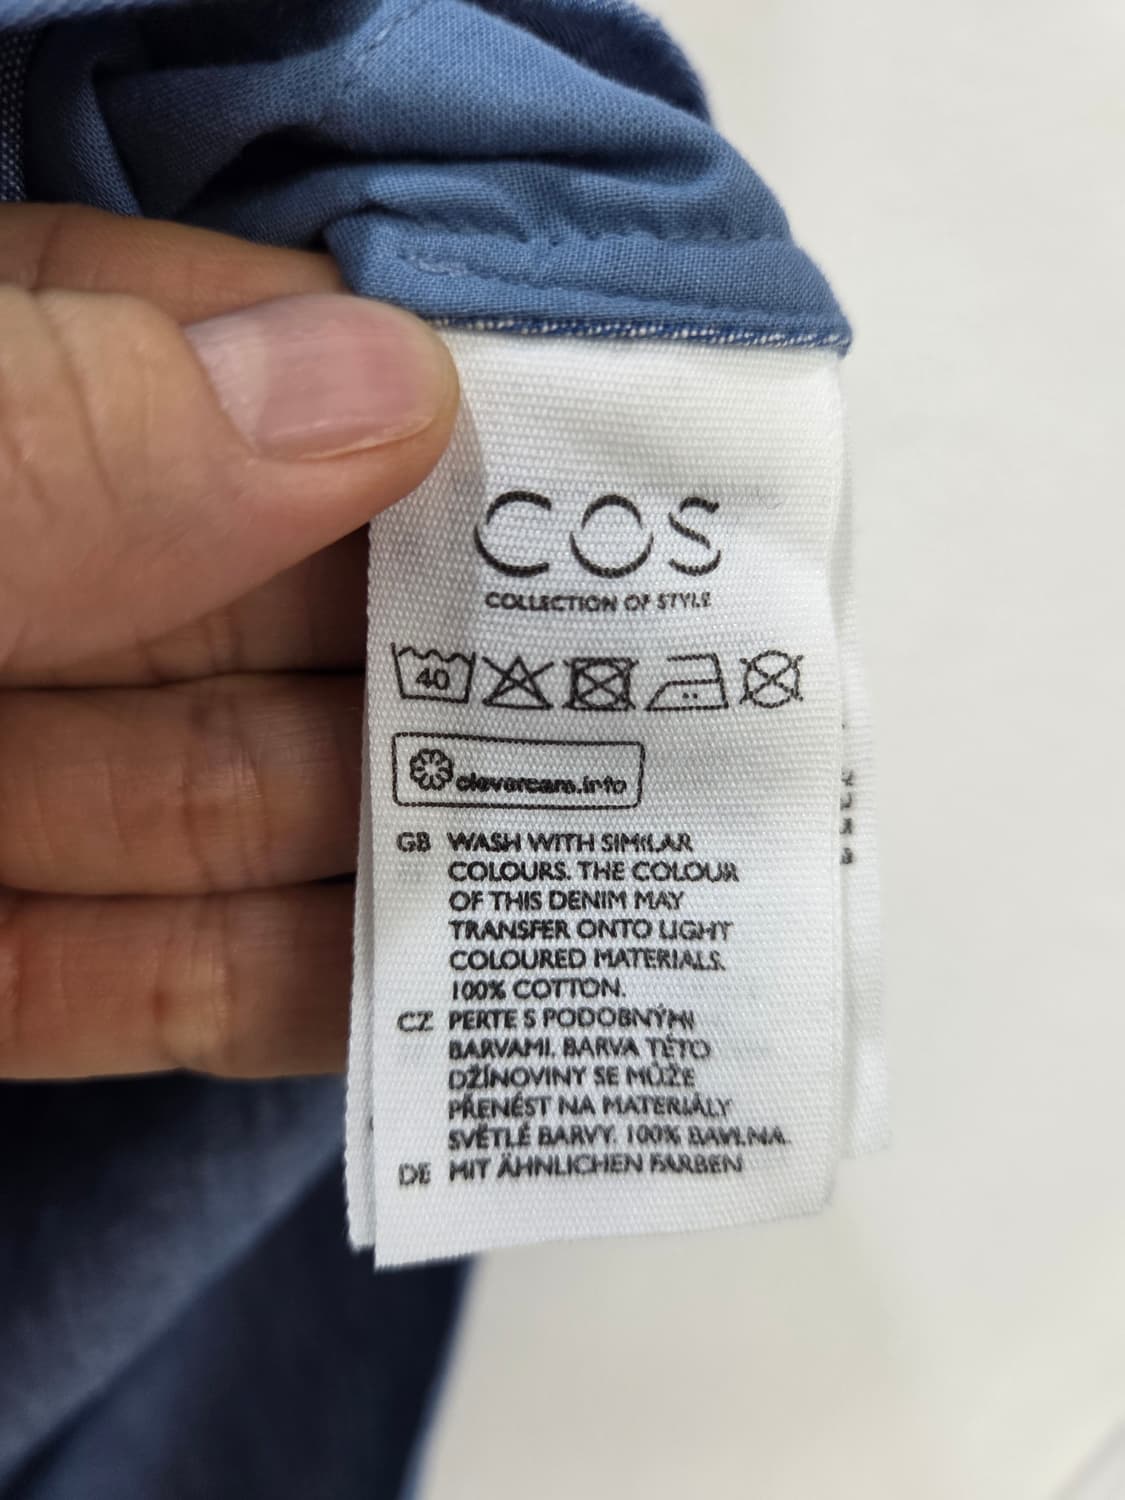 COS
COLLECTION OF STYLE
40
clevercare.info
GB WASH WITH SIMILAR
COLOURS. THE COLOUR
OF THIS DENIM MAY
TRANSFER ONTO LIGHT
COLOURED MATERIALS.
100% COTTON.
CZ PERTE S PODOBNÝMI
BARVAMI. BARVA TÉTO
DŽÍNOVINY SE MŮŽE
PŘENÉST NA MATERIÁLY
SVĚTLÉ BARVY. 100% BAVLNA.
DE MIT ÄHNLICHEN FARBEN